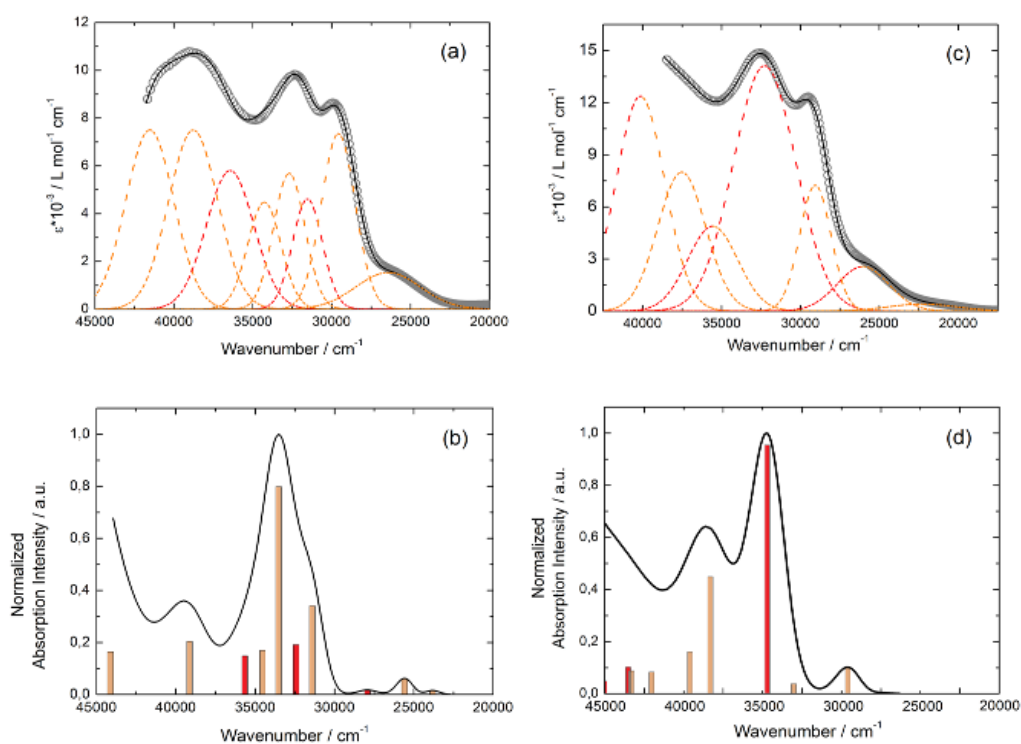 (a)
12
10
8
6
4
2
0
ε*10⁻³ / L mol⁻¹ cm⁻¹
45000 40000 35000 30000 25000 20000
Wavenumber / cm⁻¹
(c)
15
12
9
6
3
0
ε*10⁻³ / L mol⁻¹ cm⁻¹
40000 35000 30000 25000 20000
Wavenumber / cm⁻¹
(b)
1,0
0,8
0,6
0,4
0,2
0,0
Normalized
Absorption Intensity / a.u.
45000 40000 35000 30000 25000 20000
Wavenumber / cm⁻¹
(d)
1,0
0,8
0,6
0,4
0,2
0,0
Normalized
Absorption Intensity / a.u.
45000 40000 35000 30000 25000 20000
Wavenumber / cm⁻¹